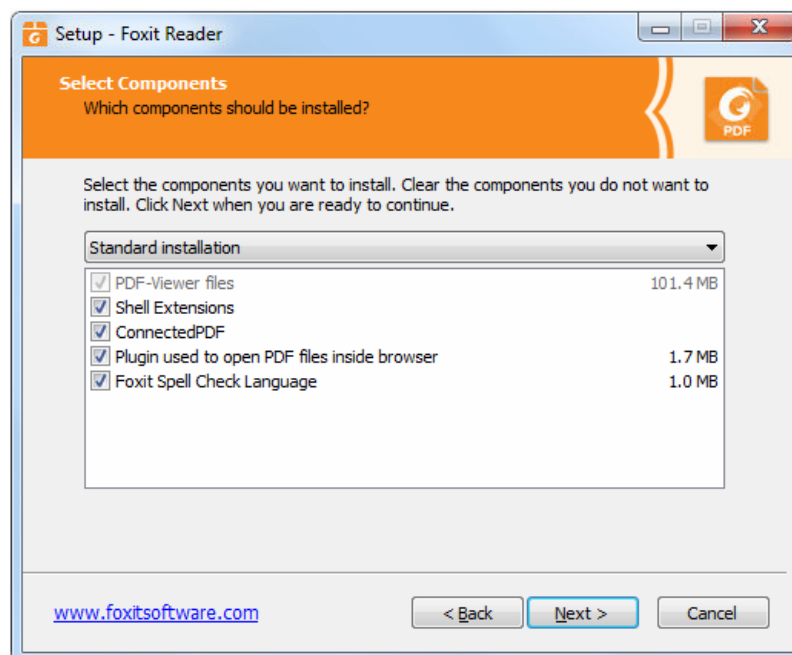 Setup - Foxit Reader
Select Components
Which components should be installed?
PDF
Select the components you want to install. Clear the components you do not want to
install. Click Next when you are ready to continue.
Standard installation
PDF-Viewer files 101.4 MB
Shell Extensions
ConnectedPDF
Plugin used to open PDF files inside browser 1.7 MB
Foxit Spell Check Language 1.0 MB
www.foxitsoftware.com < Back Next > Cancel